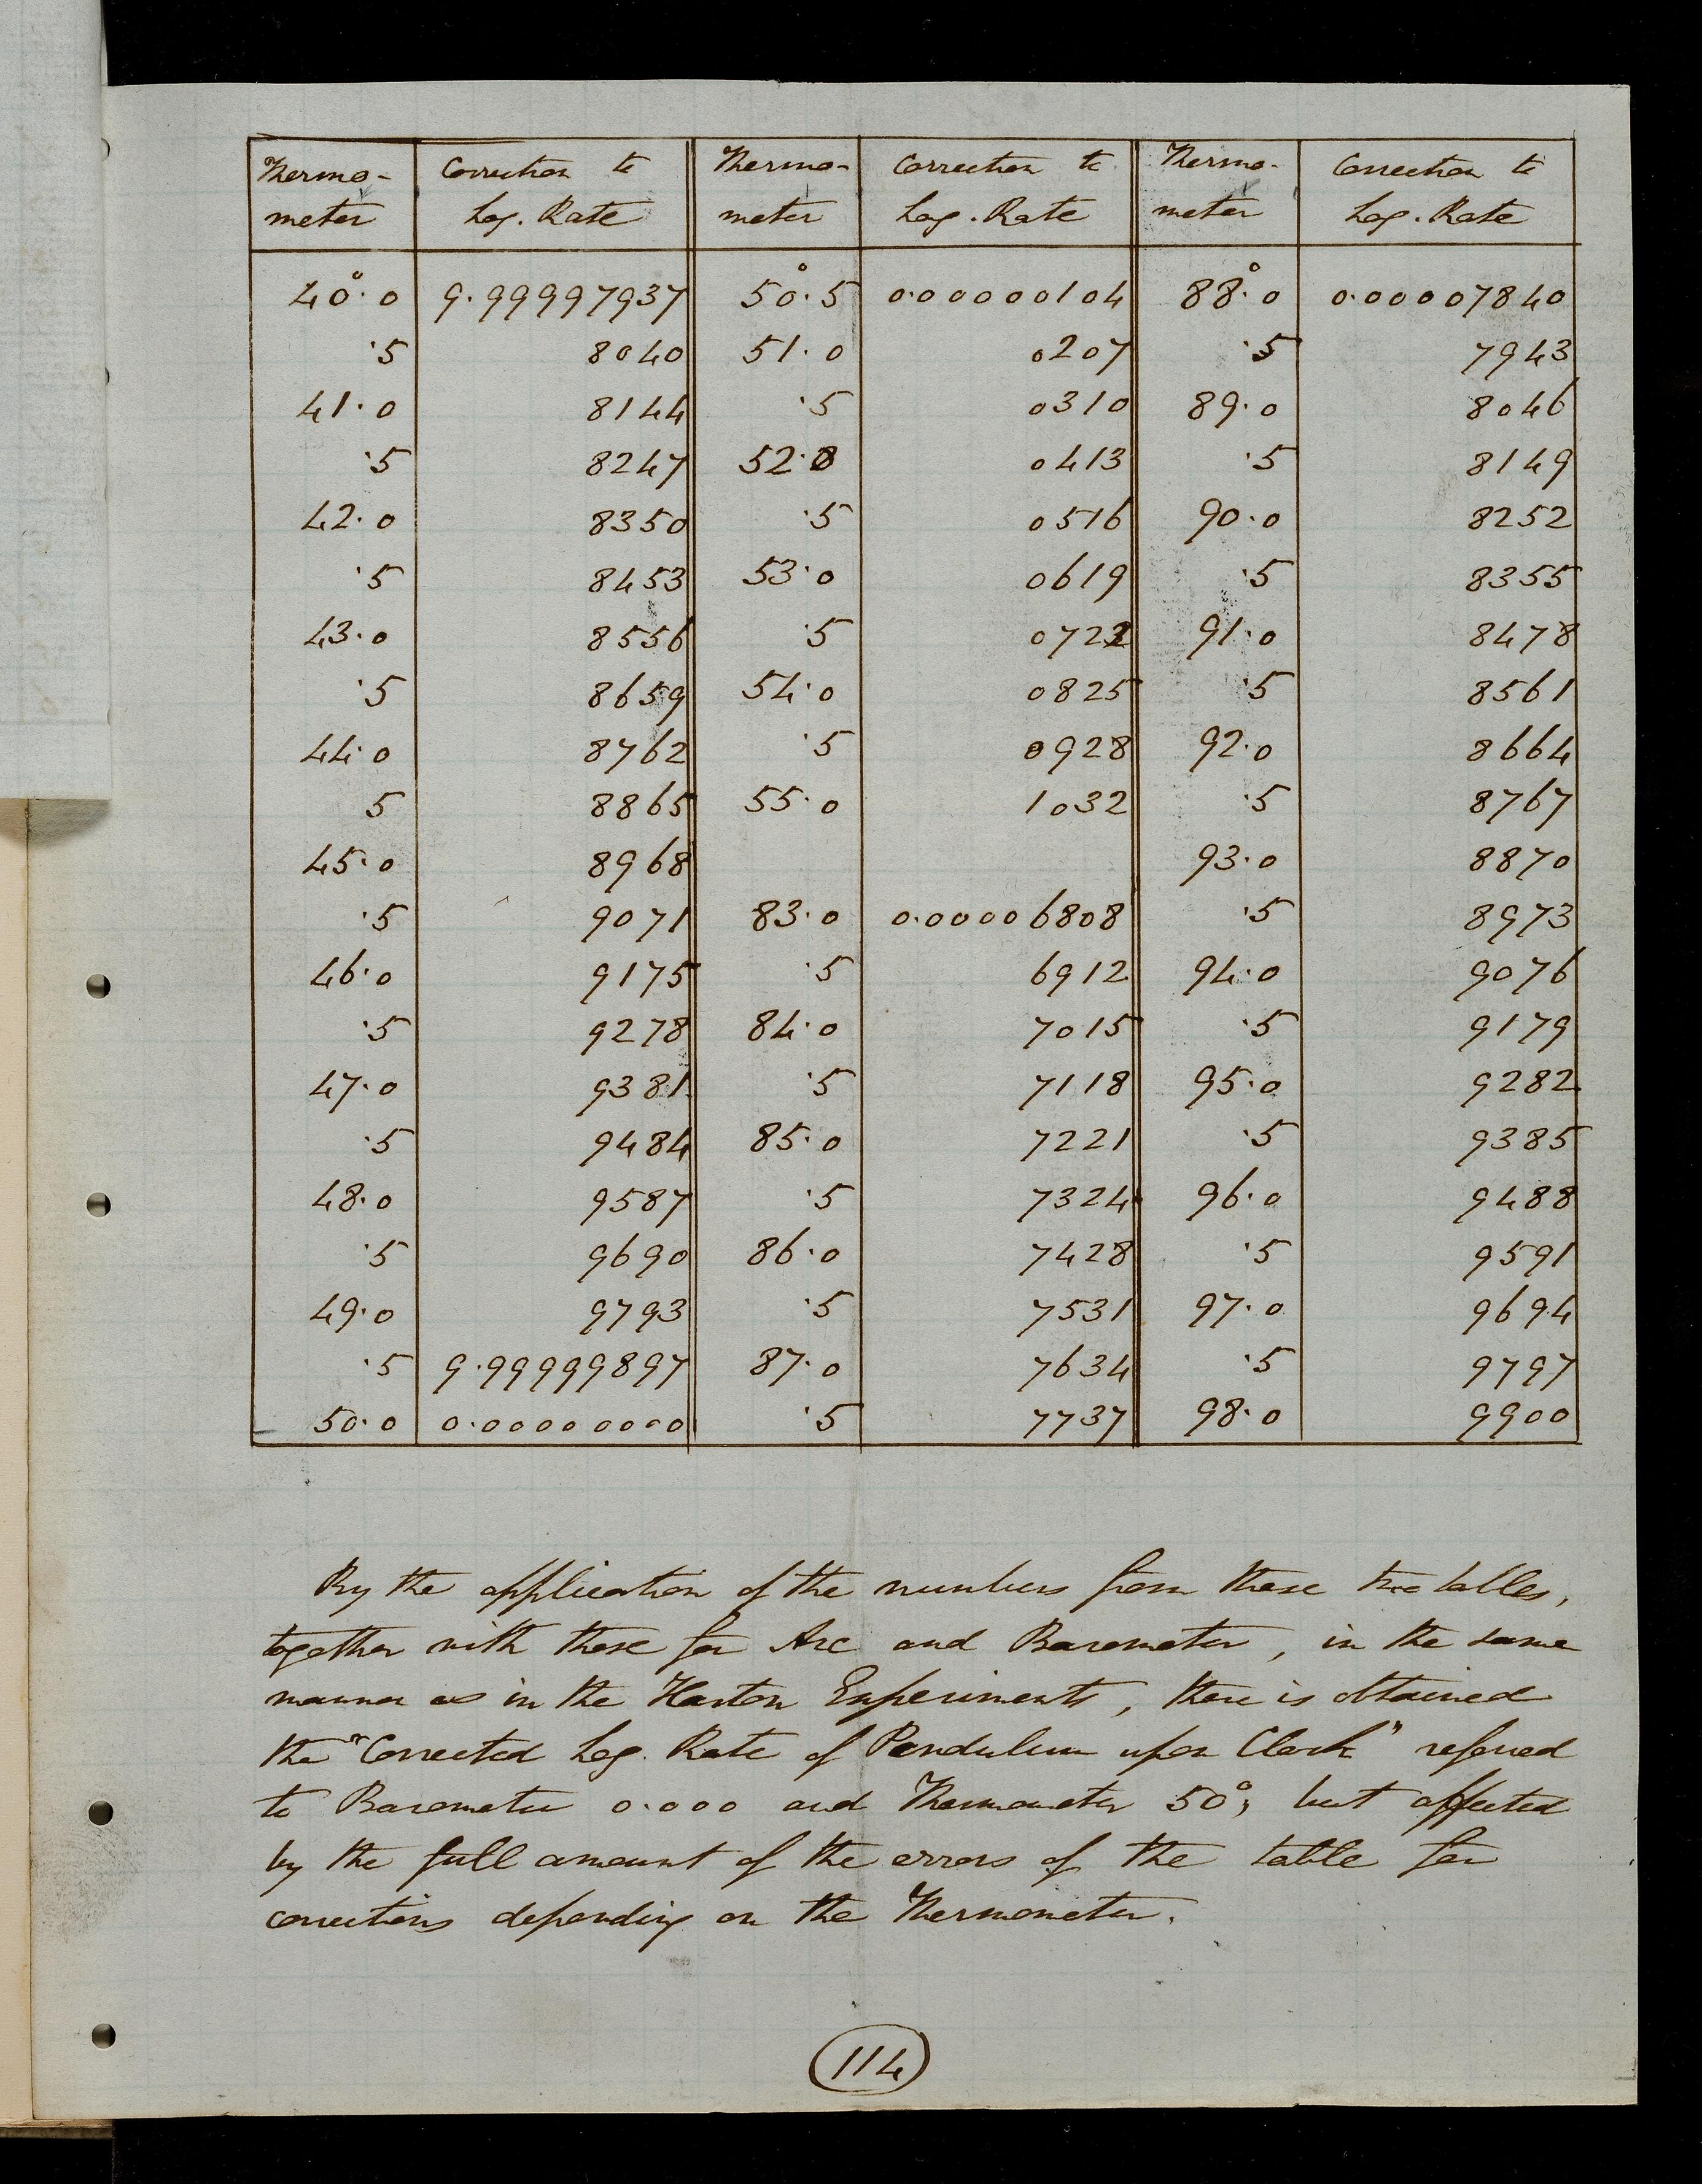 Thermo- Correction to Thermo- Correction to Thermo- Correction to
meter Log. Rate meter Log. Rate meter Log. Rate
40°.0 9.99997937 50°.5 0.00000104 88°.0 0.00007840
.5 8040 51.0 0207 .5 7943
41.0 8144 .5 0310 89.0 8046
.5 8247 52.0 0413 .5 8149
42.0 8350 .5 0516 90.0 8252
.5 8453 53.0 0619 .5 8355
43.0 8556 .5 0722 91.0 8478
.5 8659 54.0 0825 .5 8561
44.0 8762 .5 0928 92.0 8664
5 8865 55.0 1032 .5 8767
45.0 8968 93.0 8870
.5 9071 83.0 0.00006808 .5 8973
46.0 9175 .5 6912 94.0 9076
.5 9278 84.0 7015 .5 9179
47.0 9381 .5 7118 95.0 9282
.5 9484 85.0 7221 .5 9385
48.0 9587 .5 7324 96.0 9488
.5 9690 86.0 7428 .5 9591
49.0 9793 .5 7531 97.0 9694
.5 9.99999897 87.0 7634 .5 9797
50.0 0.00000000 .5 7737 98.0 9900
By the application of the numbers from these two tables,
together with those for Arc and Barometer, in the same
manner as in the Harton Experiments, there is obtained
the "Corrected Log. Rate of Pendulum upon Clock" referred
to Barometer 0.000 and Thermometer 50°, but affected
by the full amount of the errors of the table for
corrections depending on the Thermometer.
114